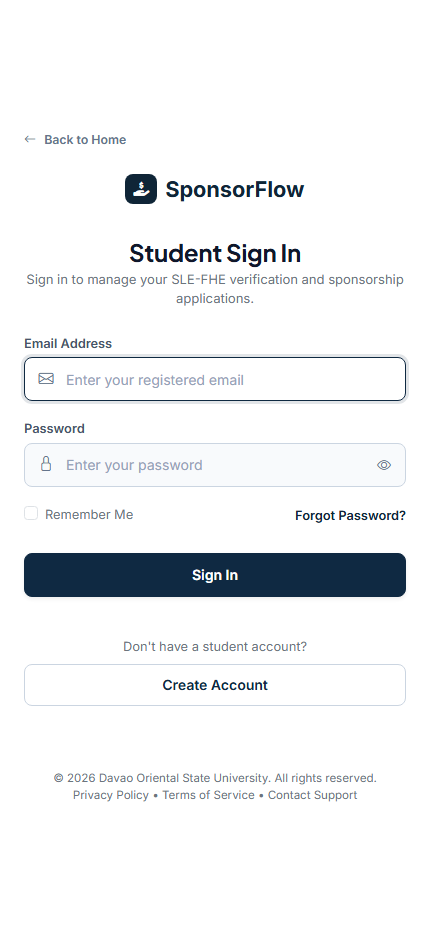 Back to Home
SponsorFlow
Student Sign In
Sign in to manage your SLE-FHE verification and sponsorship
applications.
Email Address
Enter your registered email
Password
Enter your password
Remember Me
Forgot Password?
Sign In
Don't have a student account?
Create Account
© 2026 Davao Oriental State University. All rights reserved.
Privacy Policy • Terms of Service • Contact Support